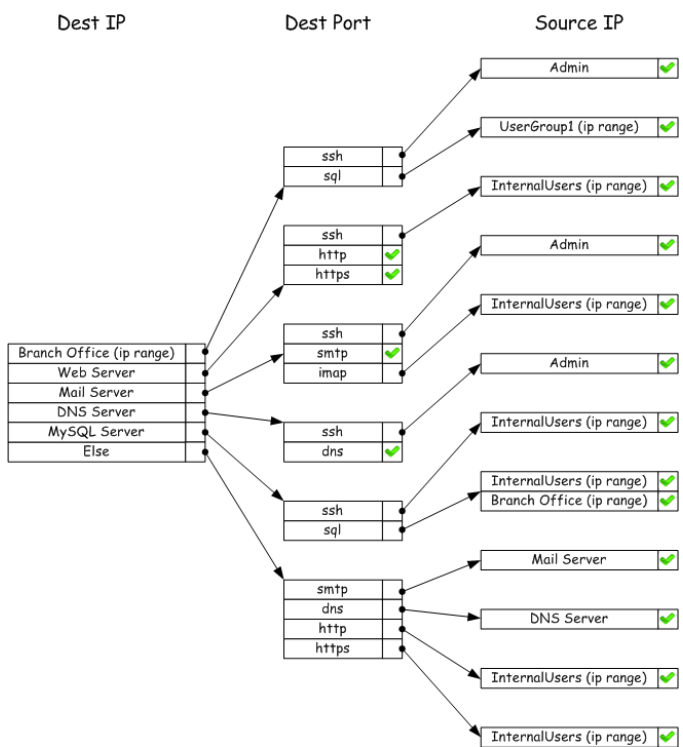 Dest IP
Dest Port
Source IP
Branch Office (ip range)
Web Server
Mail Server
DNS Server
MySQL Server
Else
ssh
sql
ssh
http
https
ssh
smtp
imap
ssh
dns
ssh
sql
smtp
dns
http
https
Admin
UserGroup1 (ip range)
InternalUsers (ip range)
Admin
InternalUsers (ip range)
Admin
InternalUsers (ip range)
InternalUsers (ip range)
Branch Office (ip range)
Mail Server
DNS Server
InternalUsers (ip range)
InternalUsers (ip range)